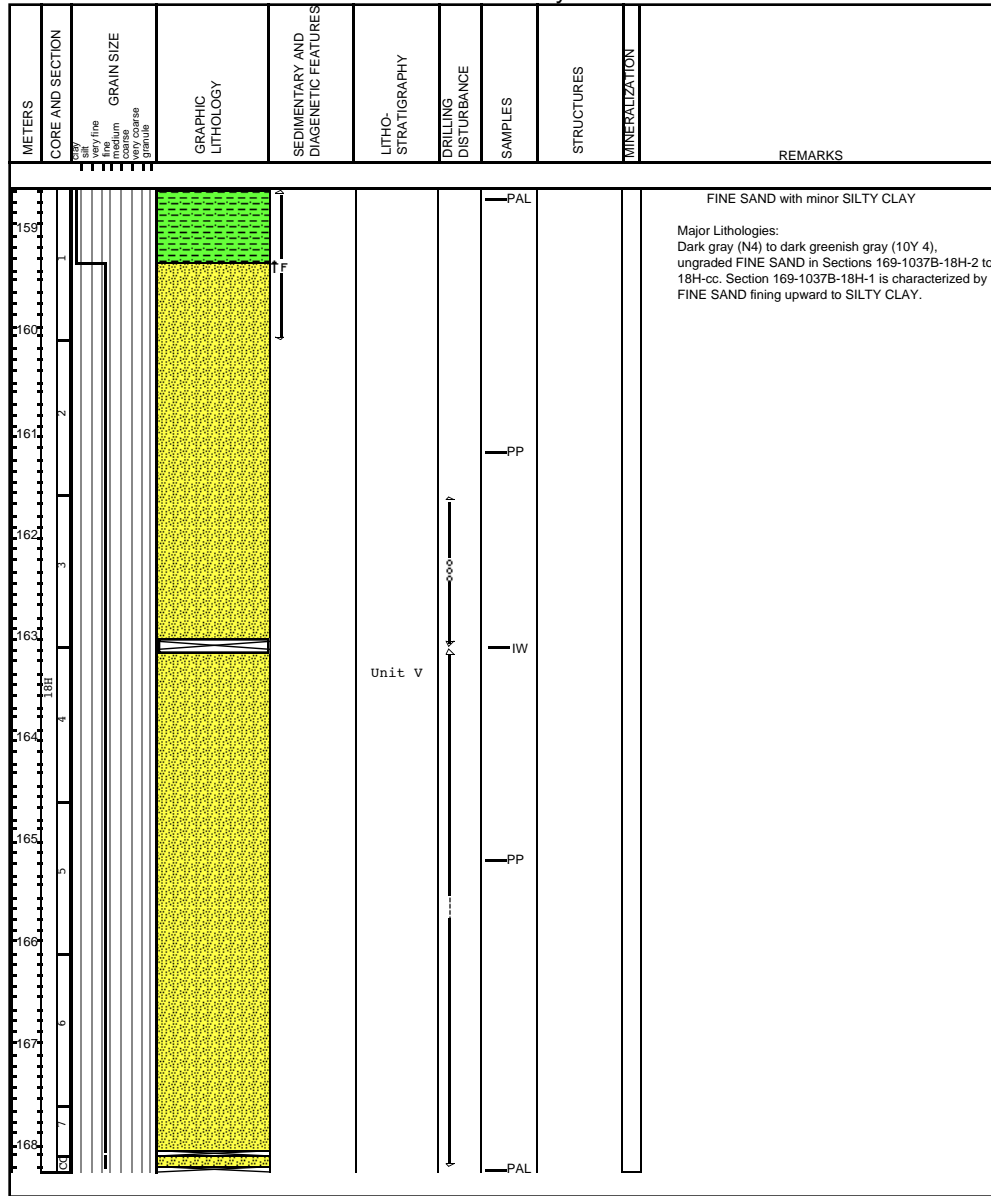 METERS
CORE AND SECTION
GRAIN SIZE
clay
silt
very fine
fine
medium
coarse
very coarse
granule
GRAPHIC
LITHOLOGY
SEDIMENTARY AND
DIAGENETIC FEATURES
LITHO-
STRATIGRAPHY
DRILLING
DISTURBANCE
SAMPLES
STRUCTURES
MINERALIZATION
REMARKS
PAL
FINE SAND with minor SILTY CLAY
Major Lithologies:
Dark gray (N4) to dark greenish gray (10Y 4),
ungraded FINE SAND in Sections 169-1037B-18H-2 to
18H-cc. Section 169-1037B-18H-1 is characterized by
FINE SAND fining upward to SILTY CLAY.
159
1
F
160
2
161
PP
162
3
163
IW
Unit V
18H
4
164
165
PP
5
166
6
167
7
168
CC
PAL